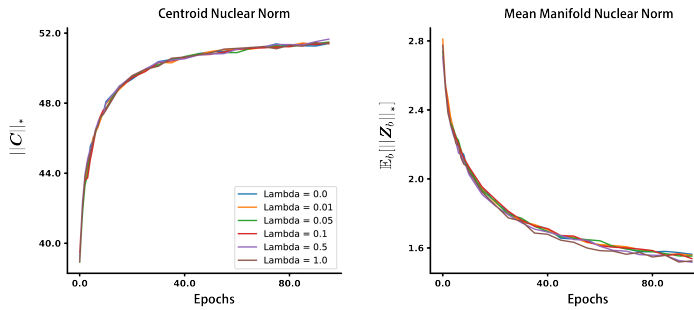 Centroid Nuclear Norm
52.0
48.0
44.0
40.0
||C||*
0.0 40.0 80.0
Epochs
Lambda = 0.0
Lambda = 0.01
Lambda = 0.05
Lambda = 0.1
Lambda = 0.5
Lambda = 1.0
Mean Manifold Nuclear Norm
2.8
2.4
2.0
1.6
𝔼b[||Zb||*]
0.0 40.0 80.0
Epochs